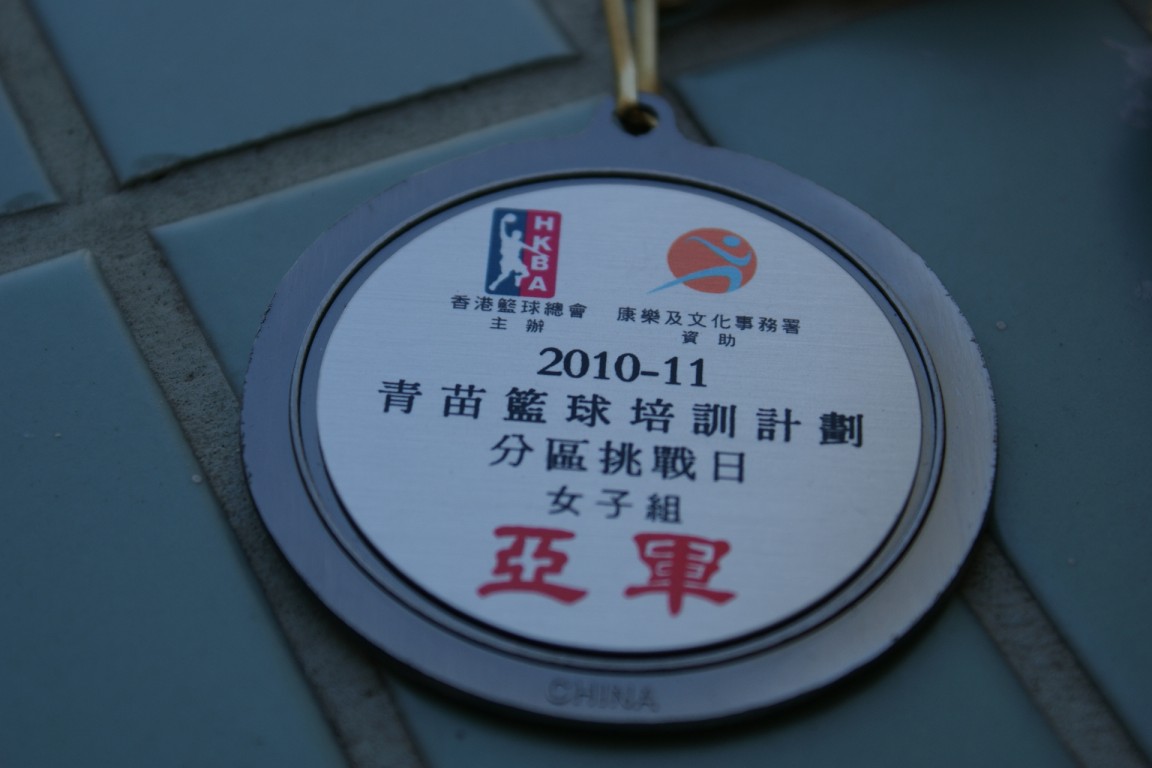 HKBA
香港籃球總會
主辦
康樂及文化事務署
資助
2010-11
青苗籃球培訓計劃
分區挑戰日
女子組
亞軍
CHINA